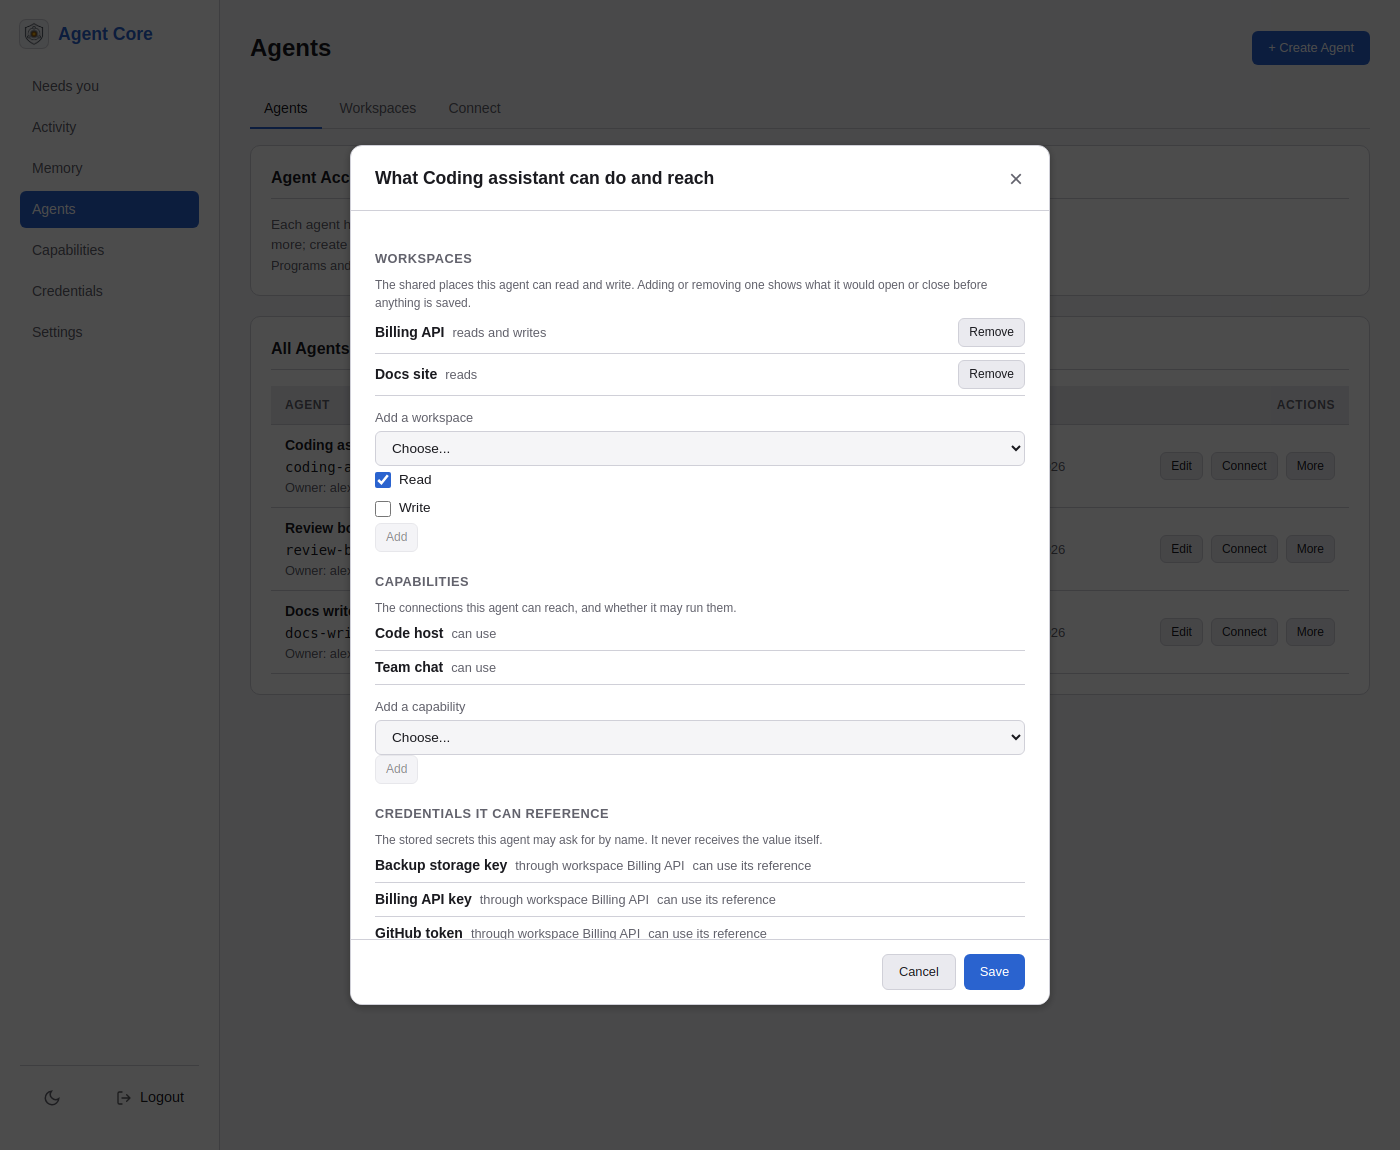 Agent Core
Needs you
Activity
Memory
Agents
Capabilities
Credentials
Settings
Logout
Agents
+ Create Agent
Agents
Workspaces
Connect
Agent Acc
Each agent h
more; create
Programs and
All Agents
AGENT
ACTIONS
Coding as
coding-a
Owner: alex
26
Edit
Connect
More
Review bo
review-b
Owner: alex
26
Edit
Connect
More
Docs write
docs-wri
Owner: alex
26
Edit
Connect
More
What Coding assistant can do and reach
WORKSPACES
The shared places this agent can read and write. Adding or removing one shows what it would open or close before
anything is saved.
Billing API reads and writes
Remove
Docs site reads
Remove
Add a workspace
Choose...
Read
Write
Add
CAPABILITIES
The connections this agent can reach, and whether it may run them.
Code host can use
Team chat can use
Add a capability
Choose...
Add
CREDENTIALS IT CAN REFERENCE
The stored secrets this agent may ask for by name. It never receives the value itself.
Backup storage key through workspace Billing API can use its reference
Billing API key through workspace Billing API can use its reference
GitHub token through workspace Billing API can use its reference
Cancel
Save